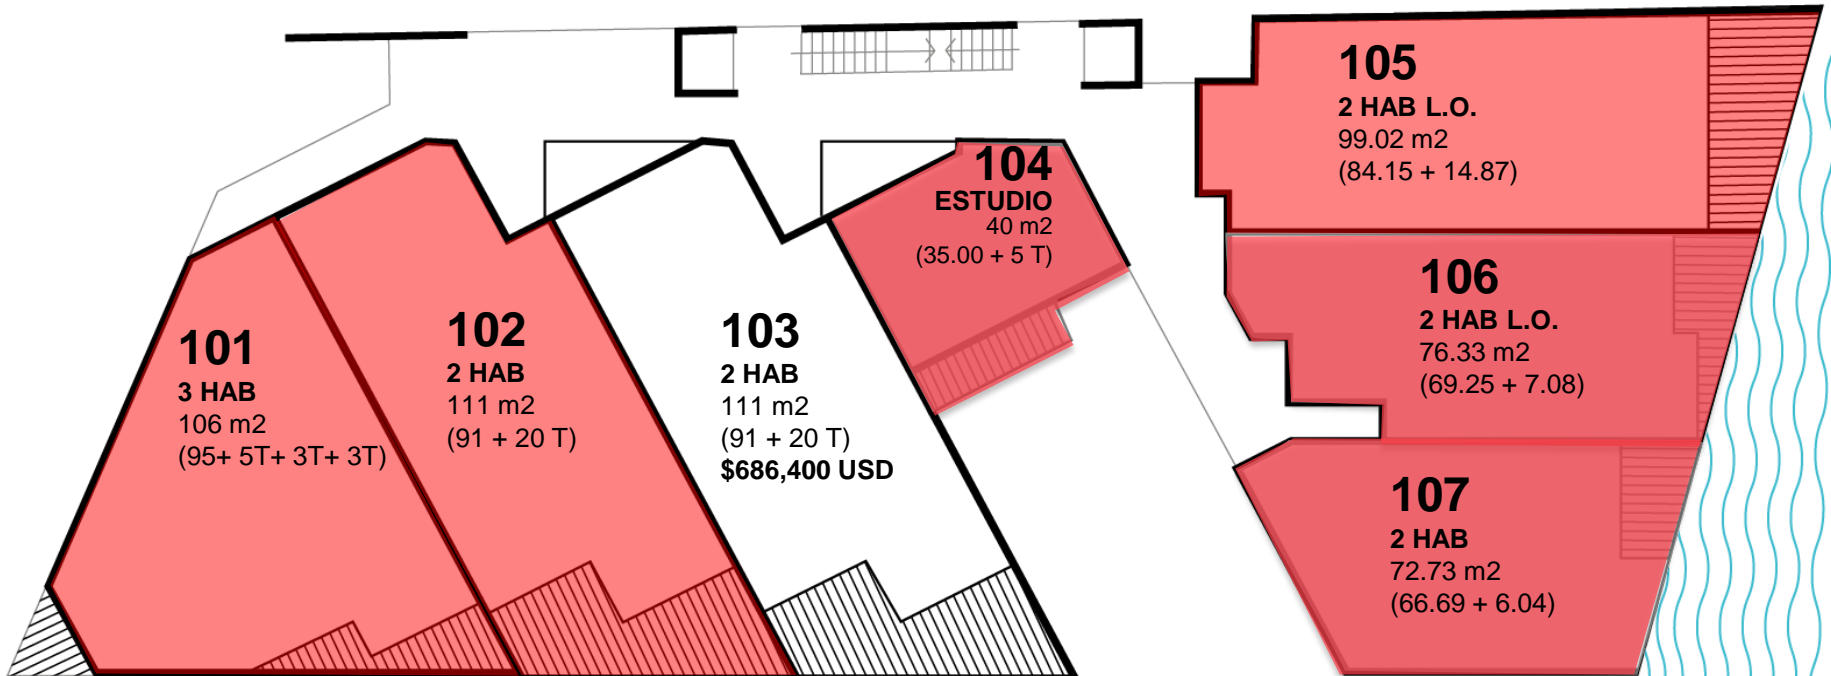 101
3 HAB
106 m2
(95+ 5T+ 3T+ 3T)
102
2 HAB
111 m2
(91 + 20 T)
103
2 HAB
111 m2
(91 + 20 T)
$686,400 USD
104
ESTUDIO
40 m2
(35.00 + 5 T)
105
2 HAB L.O.
99.02 m2
(84.15 + 14.87)
106
2 HAB L.O.
76.33 m2
(69.25 + 7.08)
107
2 HAB
72.73 m2
(66.69 + 6.04)